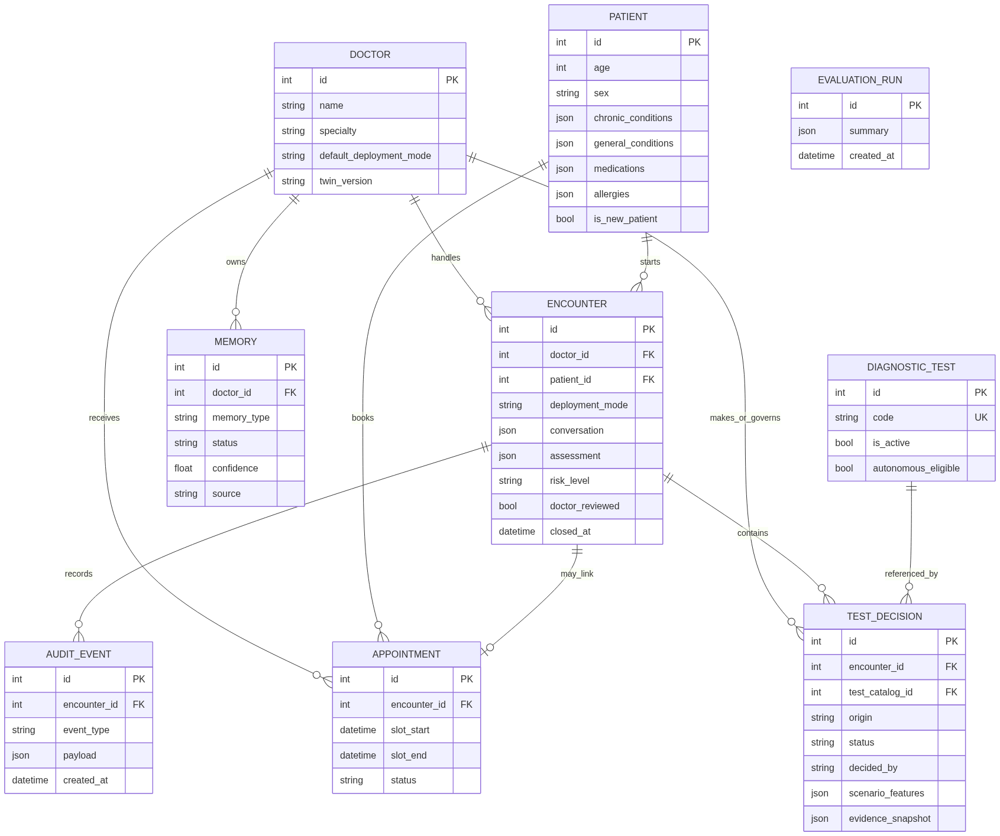 PATIENT
int id PK
int age
string sex
json chronic_conditions
json general_conditions
json medications
json allergies
bool is_new_patient
DOCTOR
int id PK
string name
string specialty
string default_deployment_mode
string twin_version
EVALUATION_RUN
int id PK
json summary
datetime created_at
owns
handles
starts
receives
books
makes_or_governs
MEMORY
int id PK
int doctor_id FK
string memory_type
string status
float confidence
string source
ENCOUNTER
int id PK
int doctor_id FK
int patient_id FK
string deployment_mode
json conversation
json assessment
string risk_level
bool doctor_reviewed
datetime closed_at
DIAGNOSTIC_TEST
int id PK
string code UK
bool is_active
bool autonomous_eligible
contains
records
may_link
referenced_by
AUDIT_EVENT
int id PK
int encounter_id FK
string event_type
json payload
datetime created_at
APPOINTMENT
int id PK
int encounter_id FK
datetime slot_start
datetime slot_end
string status
TEST_DECISION
int id PK
int encounter_id FK
int test_catalog_id FK
string origin
string status
string decided_by
json scenario_features
json evidence_snapshot